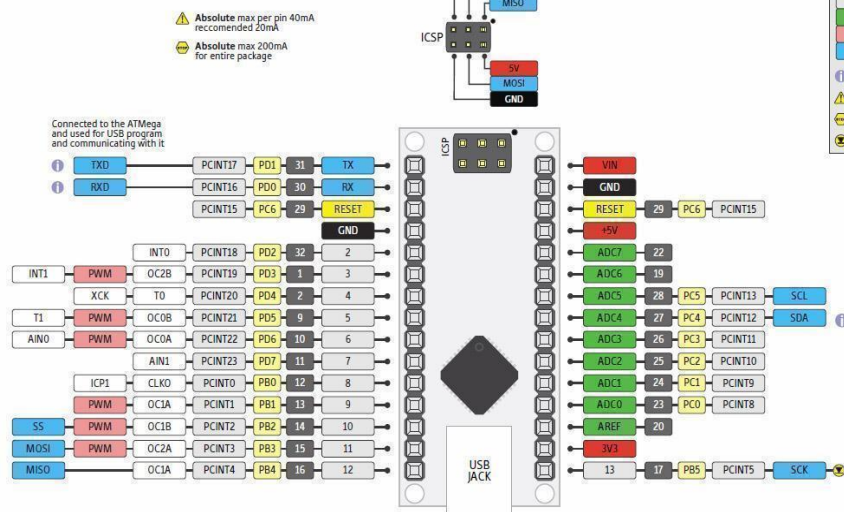 MISO
Absolute max per pin 40mA
reccomended 20mA
Absolute max 200mA
for entire package
ICSP
5V
MOSI
GND
Connected to the ATMega
and used for USB program
and communicating with it
ICSP
TXD PCINT17 PD1 31 TX VIN
RXD PCINT16 PD0 30 RX GND
PCINT15 PC6 29 RESET RESET 29 PC6 PCINT15
GND +5V
INT0 PCINT18 PD2 32 2 ADC7 22
INT1 PWM OC2B PCINT19 PD3 1 3 ADC6 19
XCK T0 PCINT20 PD4 2 4 ADC5 28 PC5 PCINT13 SCL
T1 PWM OC0B PCINT21 PD5 9 5 ADC4 27 PC4 PCINT12 SDA
AIN0 PWM OC0A PCINT22 PD6 10 6 ADC3 26 PC3 PCINT11
AIN1 PCINT23 PD7 11 7 ADC2 25 PC2 PCINT10
ICP1 CLKO PCINT0 PB0 12 8 ADC1 24 PC1 PCINT9
PWM OC1A PCINT1 PB1 13 9 ADC0 23 PC0 PCINT8
SS PWM OC1B PCINT2 PB2 14 10 AREF 20
MOSI PWM OC2A PCINT3 PB3 15 11 3V3
MISO OC1A PCINT4 PB4 16 12 13 17 PB5 PCINT5 SCK
USB
JACK